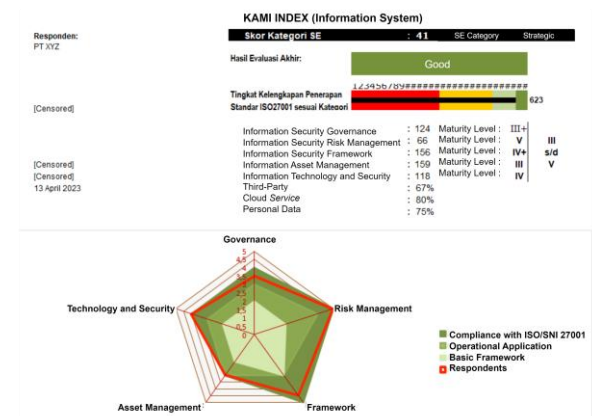 KAMI INDEX (Information System)
Responden:
PT XYZ
Skor Kategori SE : 41 SE Category Strategic
Hasil Evaluasi Akhir:
Good
123456789#####################
Tingkat Kelengkapan Penerapan
Standar ISO27001 sesuai Kategori
623
[Censored]
Information Security Governance : 124 Maturity Level : III+
Information Security Risk Management : 66 Maturity Level : V III
Information Security Framework : 156 Maturity Level : IV+ s/d
[Censored]
Information Asset Management : 159 Maturity Level : III V
[Censored]
Information Technology and Security : 118 Maturity Level : IV
13 April 2023
Third-Party : 67%
Cloud Service : 80%
Personal Data : 75%
Governance
5
4,5
4
3,5
3
2,5
2
1,5
1
0,5
0
Technology and Security
Risk Management
Asset Management
Framework
Compliance with ISO/SNI 27001
Operational Application
Basic Framework
Respondents